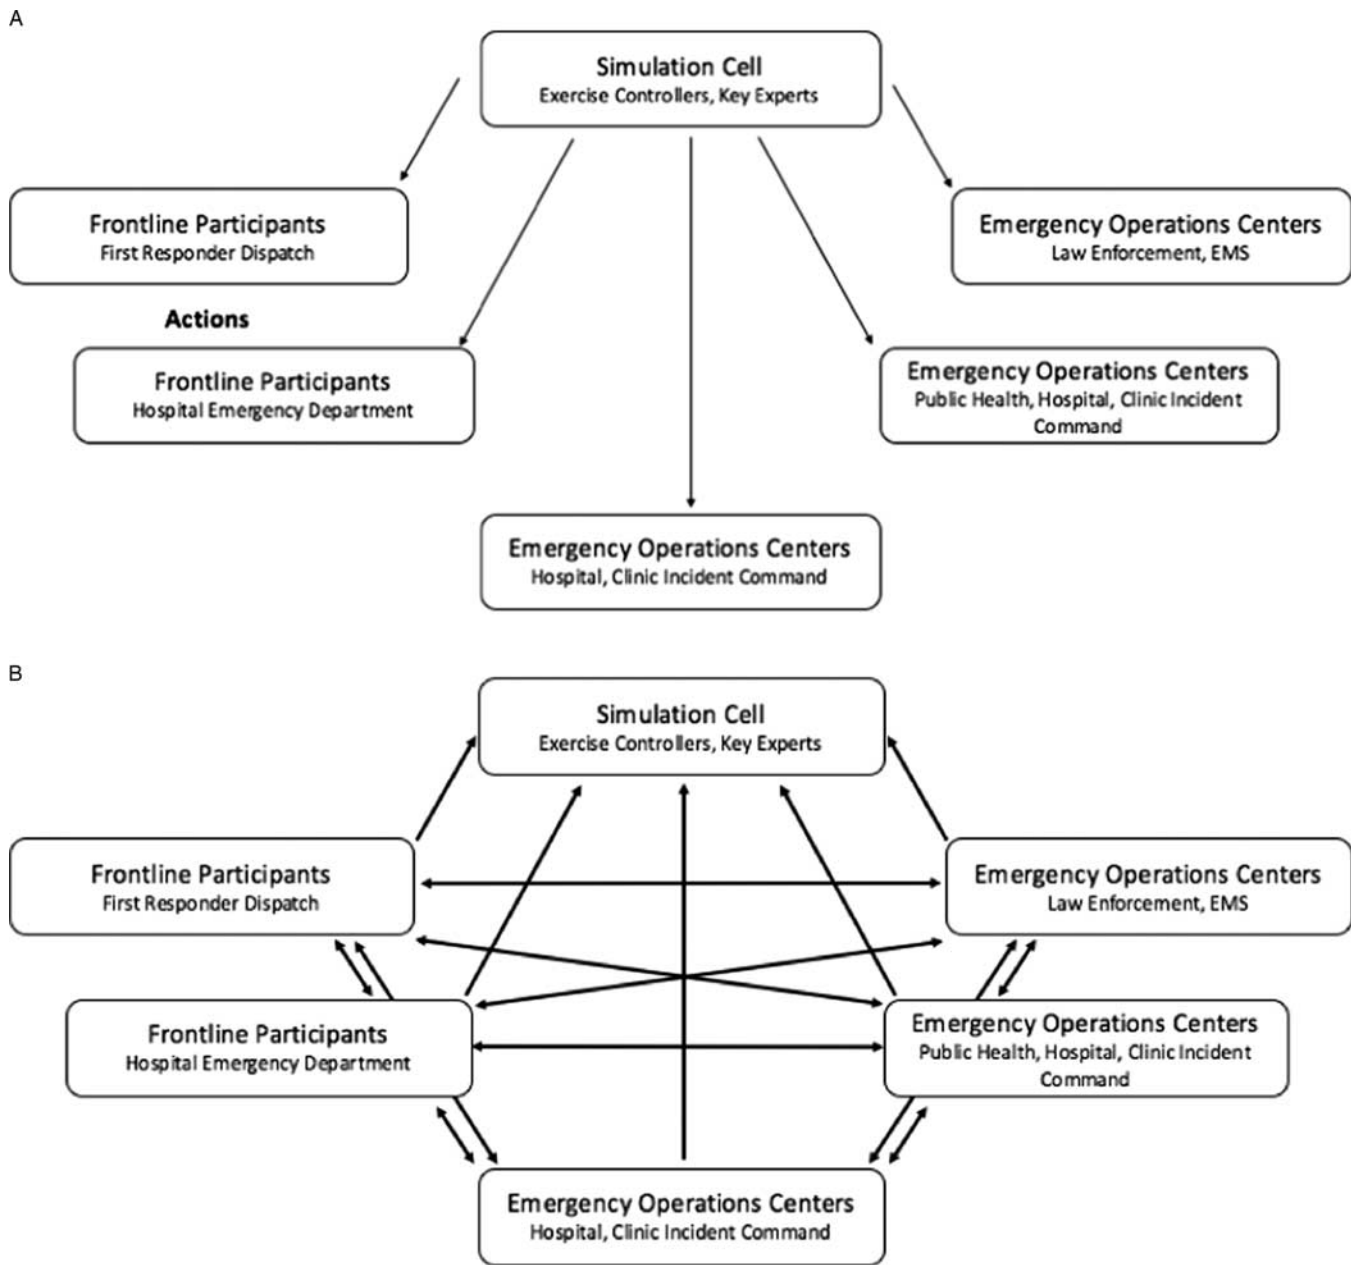 A
Simulation Cell
Exercise Controllers, Key Experts
Frontline Participants
First Responder Dispatch
Emergency Operations Centers
Law Enforcement, EMS
Actions
Frontline Participants
Hospital Emergency Department
Emergency Operations Centers
Public Health, Hospital, Clinic Incident
Command
Emergency Operations Centers
Hospital, Clinic Incident Command
B
Simulation Cell
Exercise Controllers, Key Experts
Frontline Participants
First Responder Dispatch
Emergency Operations Centers
Law Enforcement, EMS
Frontline Participants
Hospital Emergency Department
Emergency Operations Centers
Public Health, Hospital, Clinic Incident
Command
Emergency Operations Centers
Hospital, Clinic Incident Command